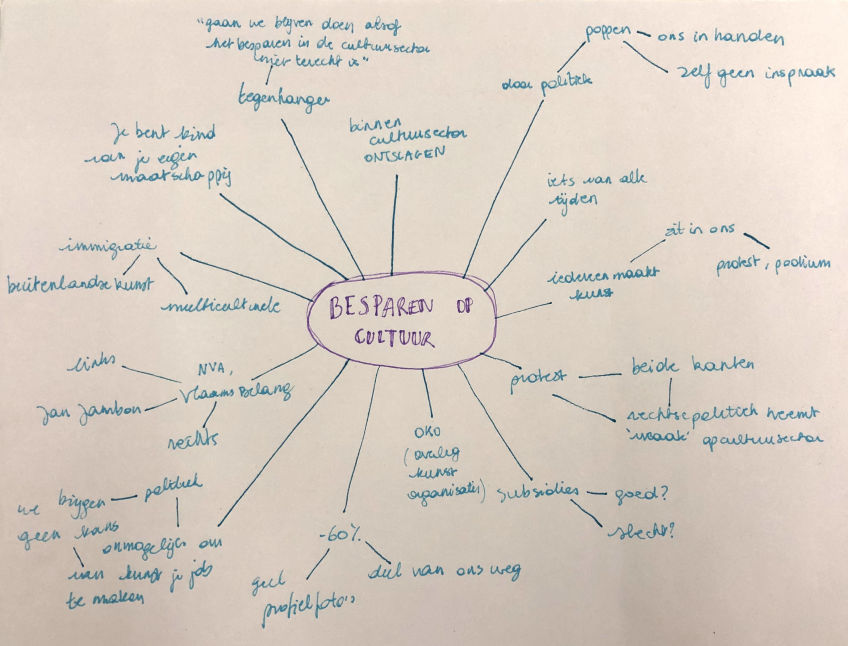 "gaan we blijven doen alsof
het besparen in de cultuursector
niet terecht is"
tegenhanger
poppen
ons in handen
zelf geen inspraak
door politiek
binnen
cultuursector
ONTSLAGEN
Je bent kind
van je eigen
maatschappij
iets van alle
tijden
immigratie
buitenlandse kunst
multiculturele
zit in ons
protest, podium
iedereen maakt
kunst
BESPAREN OP
CULTUUR
links
NVA,
Vlaams Belang
Jan Jambon
rechts
protest
beide kanten
rechtse politiek neemt
'wraak' op cultuursector
OKO
(overleg
kunst
organisaties)
subsidies
goed?
slecht?
politiek
we krijgen
geen kans
onmogelijk om
van kunst je job
te maken
-60%
geel
profielfoto's
deel van ons weg